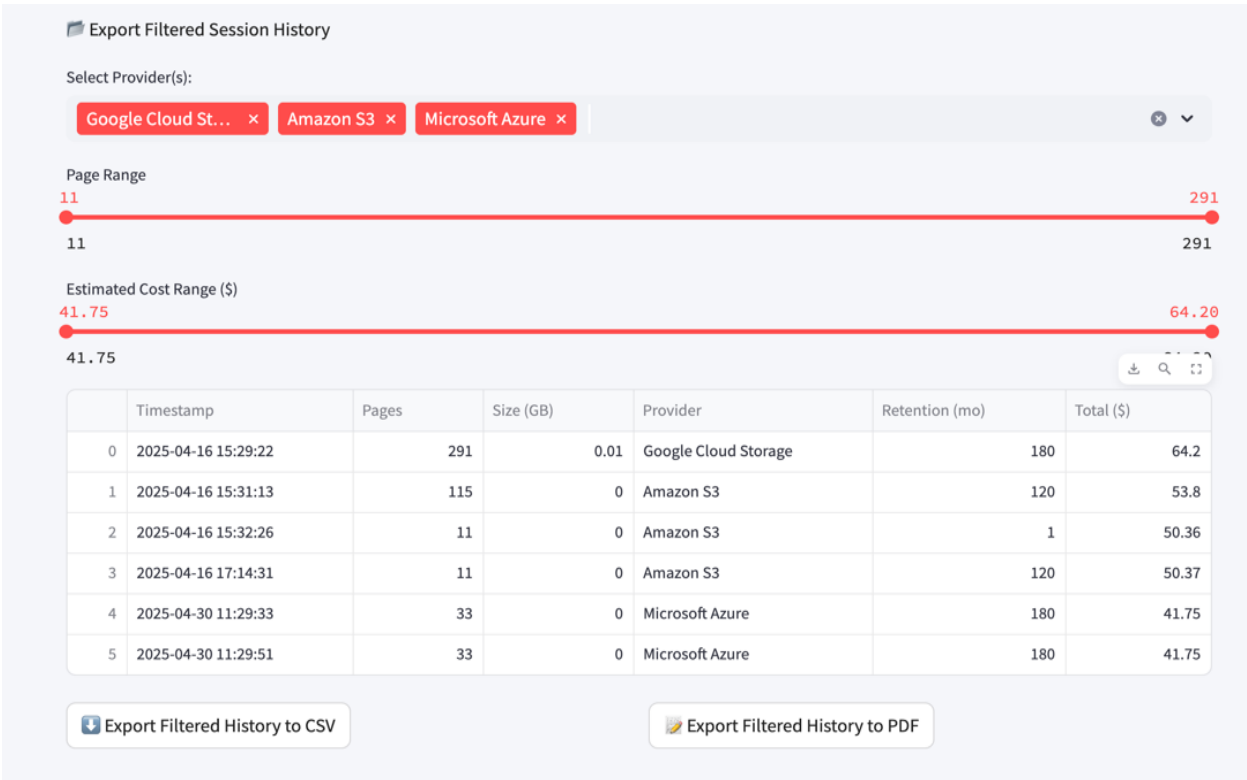 Export Filtered Session History
Select Provider(s):
Google Cloud St... × Amazon S3 × Microsoft Azure ×
Page Range
11 291
11 291
Estimated Cost Range ($)
41.75 64.20
41.75
Timestamp Pages Size (GB) Provider Retention (mo) Total ($)
0 2025-04-16 15:29:22 291 0.01 Google Cloud Storage 180 64.2
1 2025-04-16 15:31:13 115 0 Amazon S3 120 53.8
2 2025-04-16 15:32:26 11 0 Amazon S3 1 50.36
3 2025-04-16 17:14:31 11 0 Amazon S3 120 50.37
4 2025-04-30 11:29:33 33 0 Microsoft Azure 180 41.75
5 2025-04-30 11:29:51 33 0 Microsoft Azure 180 41.75
Export Filtered History to CSV Export Filtered History to PDF